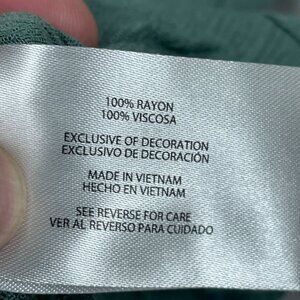 100% RAYON
100% VISCOSA
EXCLUSIVE OF DECORATION
EXCLUSIVO DE DECORACIÓN
MADE IN VIETNAM
HECHO EN VIETNAM
SEE REVERSE FOR CARE
VER AL REVERSO PARA CUIDADO